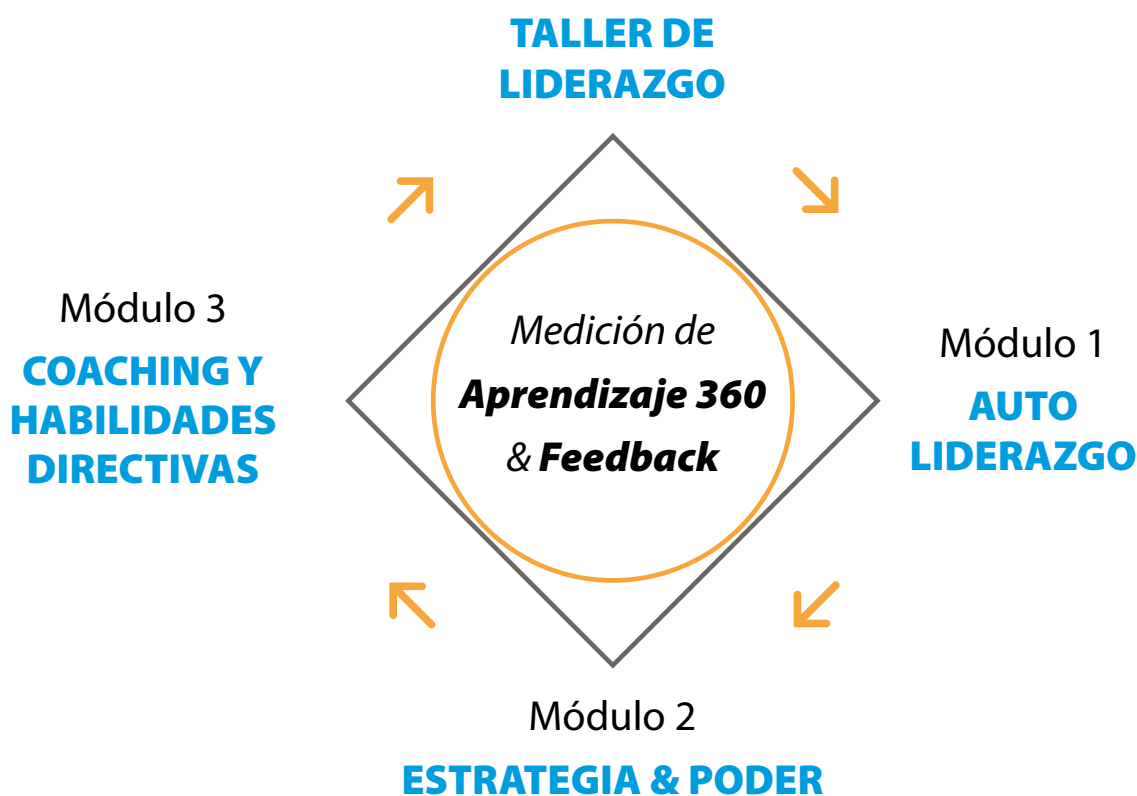 TALLER DE
LIDERAZGO
Módulo 3
COACHING Y
HABILIDADES
DIRECTIVAS
Medición de
Aprendizaje 360
& Feedback
Módulo 1
AUTO
LIDERAZGO
Módulo 2
ESTRATEGIA & PODER